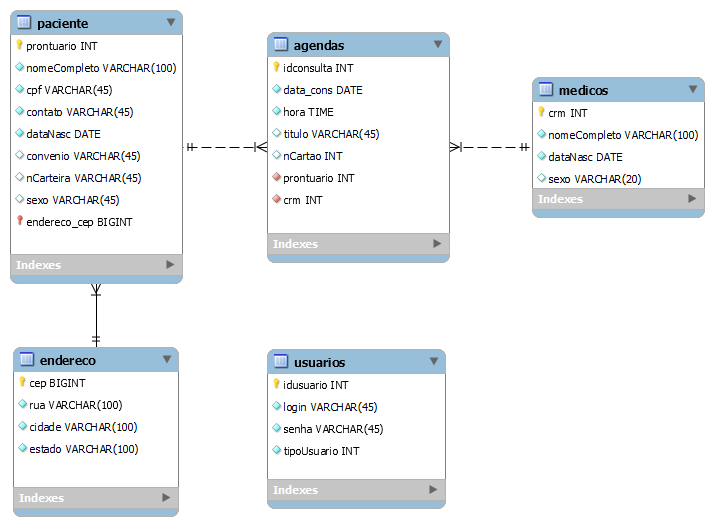 paciente
prontuario INT
nomeCompleto VARCHAR(100)
cpf VARCHAR(45)
contato VARCHAR(45)
dataNasc DATE
convenio VARCHAR(45)
nCarteira VARCHAR(45)
sexo VARCHAR(45)
endereco_cep BIGINT
Indexes
agendas
idconsulta INT
data_cons DATE
hora TIME
titulo VARCHAR(45)
nCartao INT
prontuario INT
crm INT
Indexes
medicos
crm INT
nomeCompleto VARCHAR(100)
dataNasc DATE
sexo VARCHAR(20)
Indexes
endereco
cep BIGINT
rua VARCHAR(100)
cidade VARCHAR(100)
estado VARCHAR(100)
Indexes
usuarios
idusuario INT
login VARCHAR(45)
senha VARCHAR(45)
tipoUsuario INT
Indexes